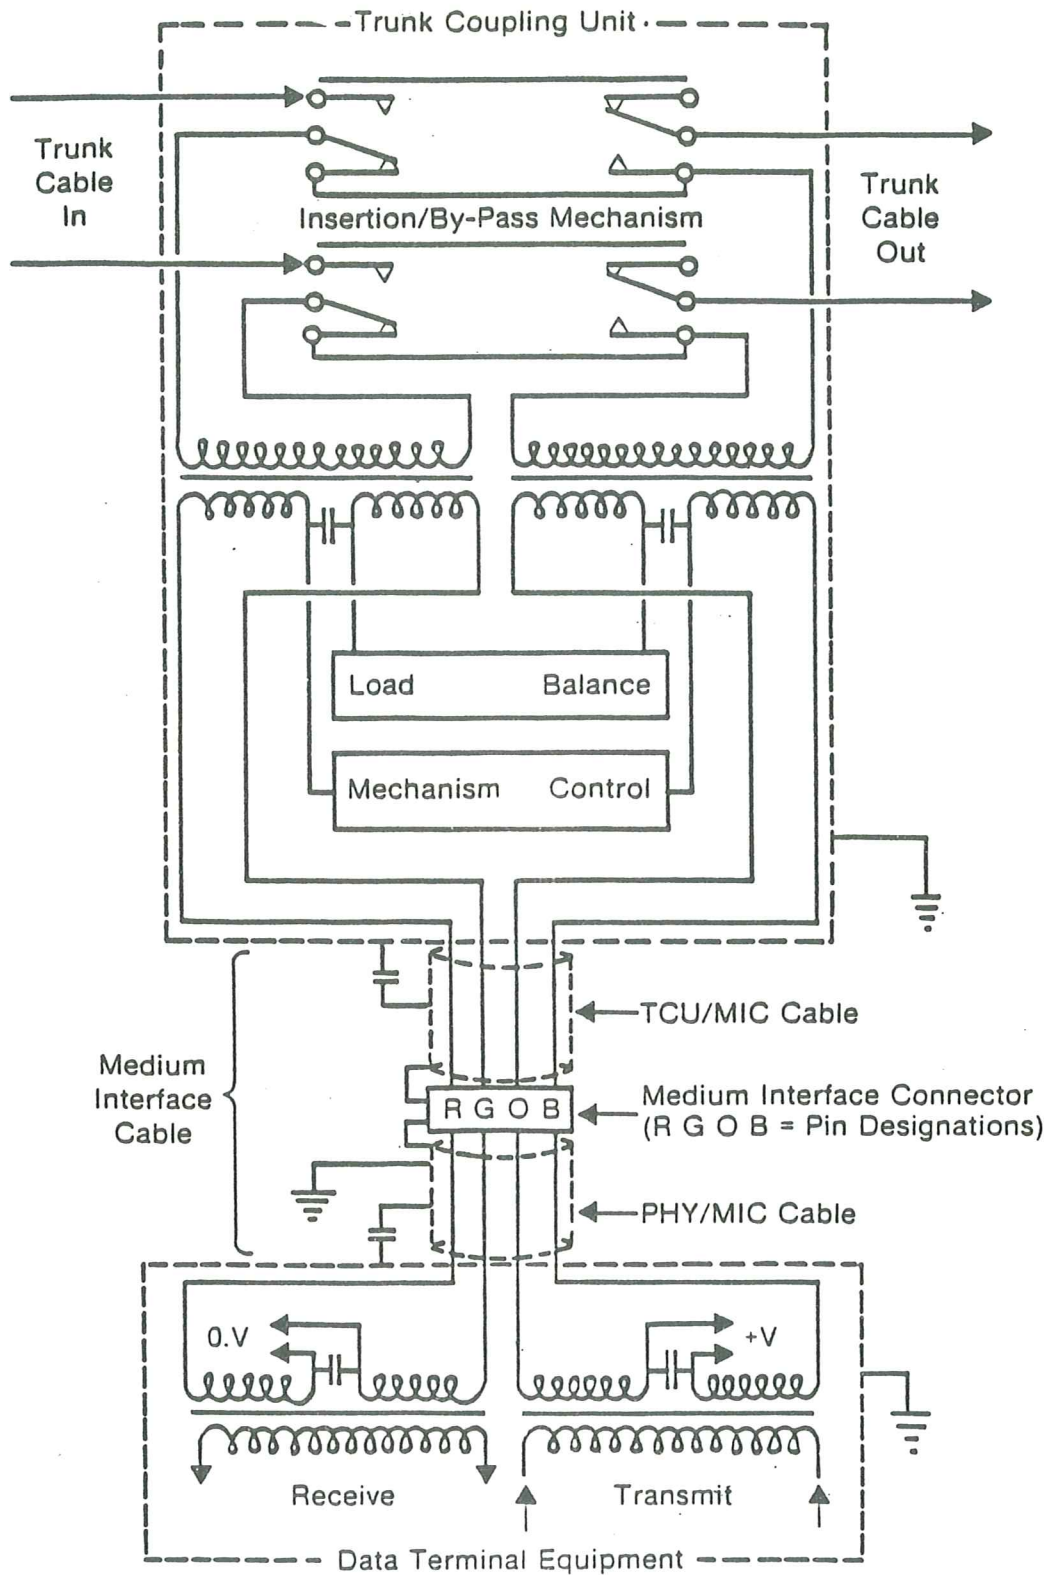 Trunk Coupling Unit
Trunk
Cable
In
Trunk
Cable
Out
Insertion/By-Pass Mechanism
Load Balance
Mechanism Control
TCU/MIC Cable
Medium
Interface
Cable
R G O B
Medium Interface Connector
(R G O B = Pin Designations)
PHY/MIC Cable
0.V
+V
Receive
Transmit
Data Terminal Equipment